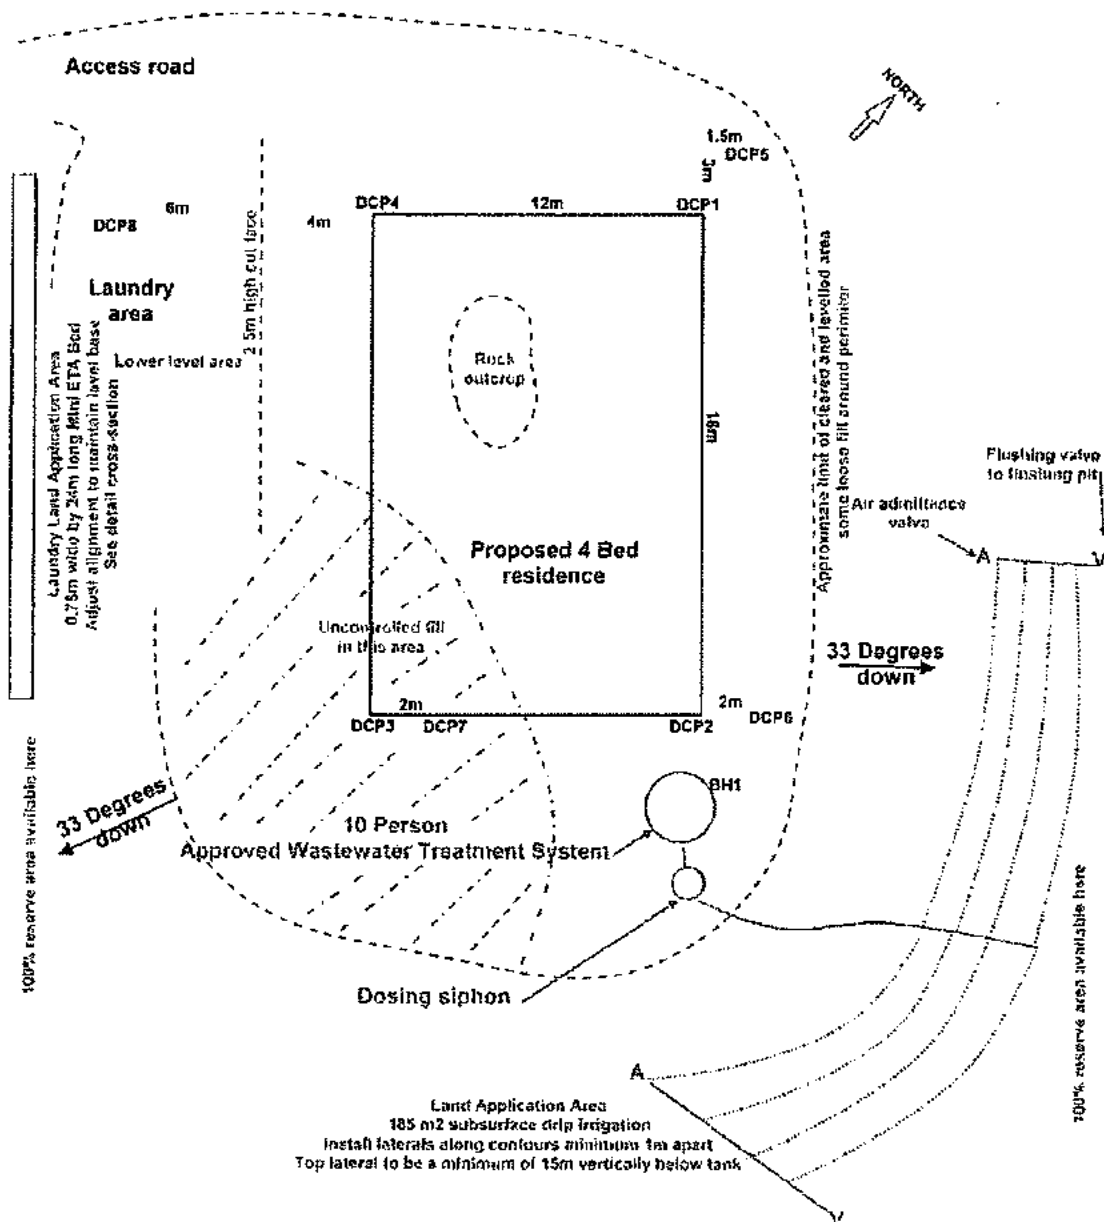 Access road
NORTH
1.5m
DCP5
3m
DCP4
12m
DCP1
6m
4m
DCP8
2.5m high cut face
Laundry
area
Lower level area
Laundry Land Application Area
0.75m wide by 24m long Mini ETA Bed
Adjust alignment to maintain level base
See detail cross-section
Rock
outcrop
18m
Approximate limit of cleared and levelled area
some loose fill around perimeter
Flushing valve
to flushing pit
Air admittance
valve
A
V
Proposed 4 Bed
residence
Uncontrolled fill
in this area
33 Degrees
down
2m
DCP3
DCP7
2m
DCP2
DCP6
100% reserve area available here
33 Degrees
down
BH1
10 Person
Approved Wastewater Treatment System
Dosing siphon
100% reserve area available here
A
Land Application Area
185 m2 subsurface drip irrigation
Install laterals along contours minimum 1m apart
Top lateral to be a minimum of 15m vertically below tank
V